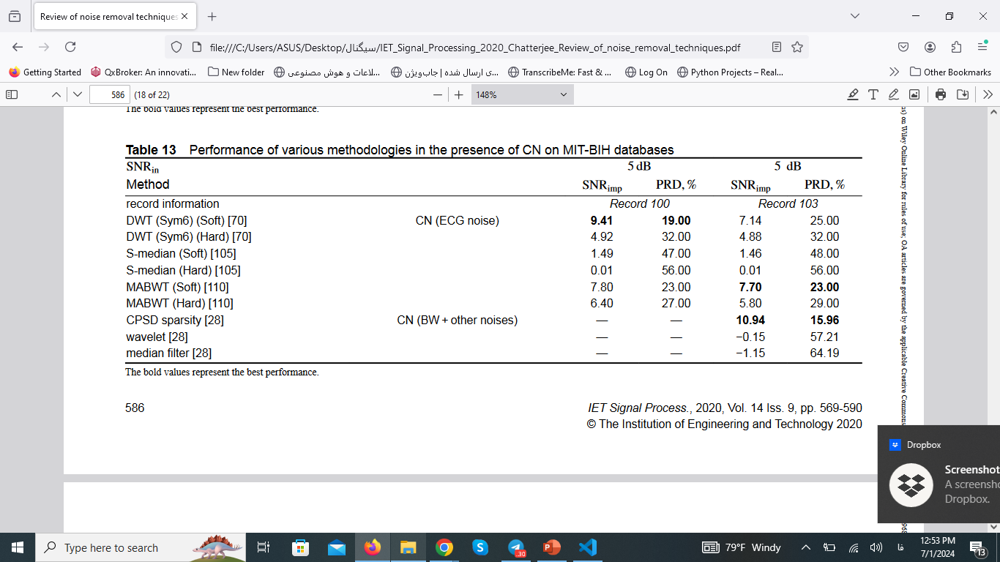 Review of noise removal techniques
file:///C:/Users/ASUS/Desktop/سیگنال/IET_Signal_Processing_2020_Chatterjee_Review_of_noise_removal_techniques.pdf
Getting Started
QxBroker: An innovati...
New folder
...لاعات و هوش مصنوعی
...ی ارسال شده | جاب‌ویژن
TranscribeMe: Fast & ...
Log On
Python Projects – Real...
Other Bookmarks
586 (18 of 22)
148%
The bold values represent the best performance.
Table 13 Performance of various methodologies in the presence of CN on MIT-BIH databases
SNRin 5 dB 5 dB
Method SNRimp PRD, % SNRimp PRD, %
record information Record 100 Record 103
DWT (Sym6) (Soft) [70] CN (ECG noise) 9.41 19.00 7.14 25.00
DWT (Sym6) (Hard) [70] 4.92 32.00 4.88 32.00
S-median (Soft) [105] 1.49 47.00 1.46 48.00
S-median (Hard) [105] 0.01 56.00 0.01 56.00
MABWT (Soft) [110] 7.80 23.00 7.70 23.00
MABWT (Hard) [110] 6.40 27.00 5.80 29.00
CPSD sparsity [28] CN (BW + other noises) — — 10.94 15.96
wavelet [28] — — −0.15 57.21
median filter [28] — — −1.15 64.19
The bold values represent the best performance.
586
IET Signal Process., 2020, Vol. 14 Iss. 9, pp. 569-590
© The Institution of Engineering and Technology 2020
on Wiley Online Library for rules of use; OA articles are governed by the applicable Creative Commons
Dropbox
Screenshot
A
Dropbox.
Type here to search
.30
79°F Windy
فا
12:53 PM
7/1/2024
13